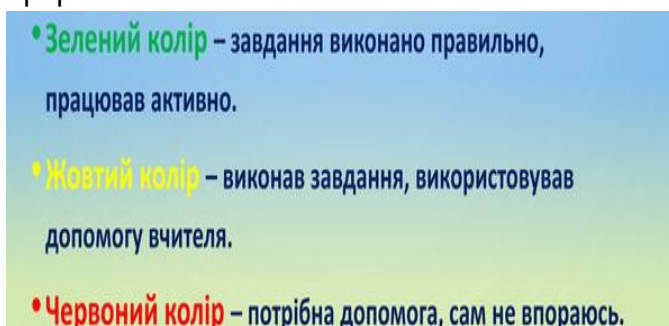 • Зелений колір – завдання виконано правильно,
працював активно.
• Жовтий колір – виконав завдання, використовував
допомогу вчителя.
• Червоний колір – потрібна допомога, сам не впораюсь.